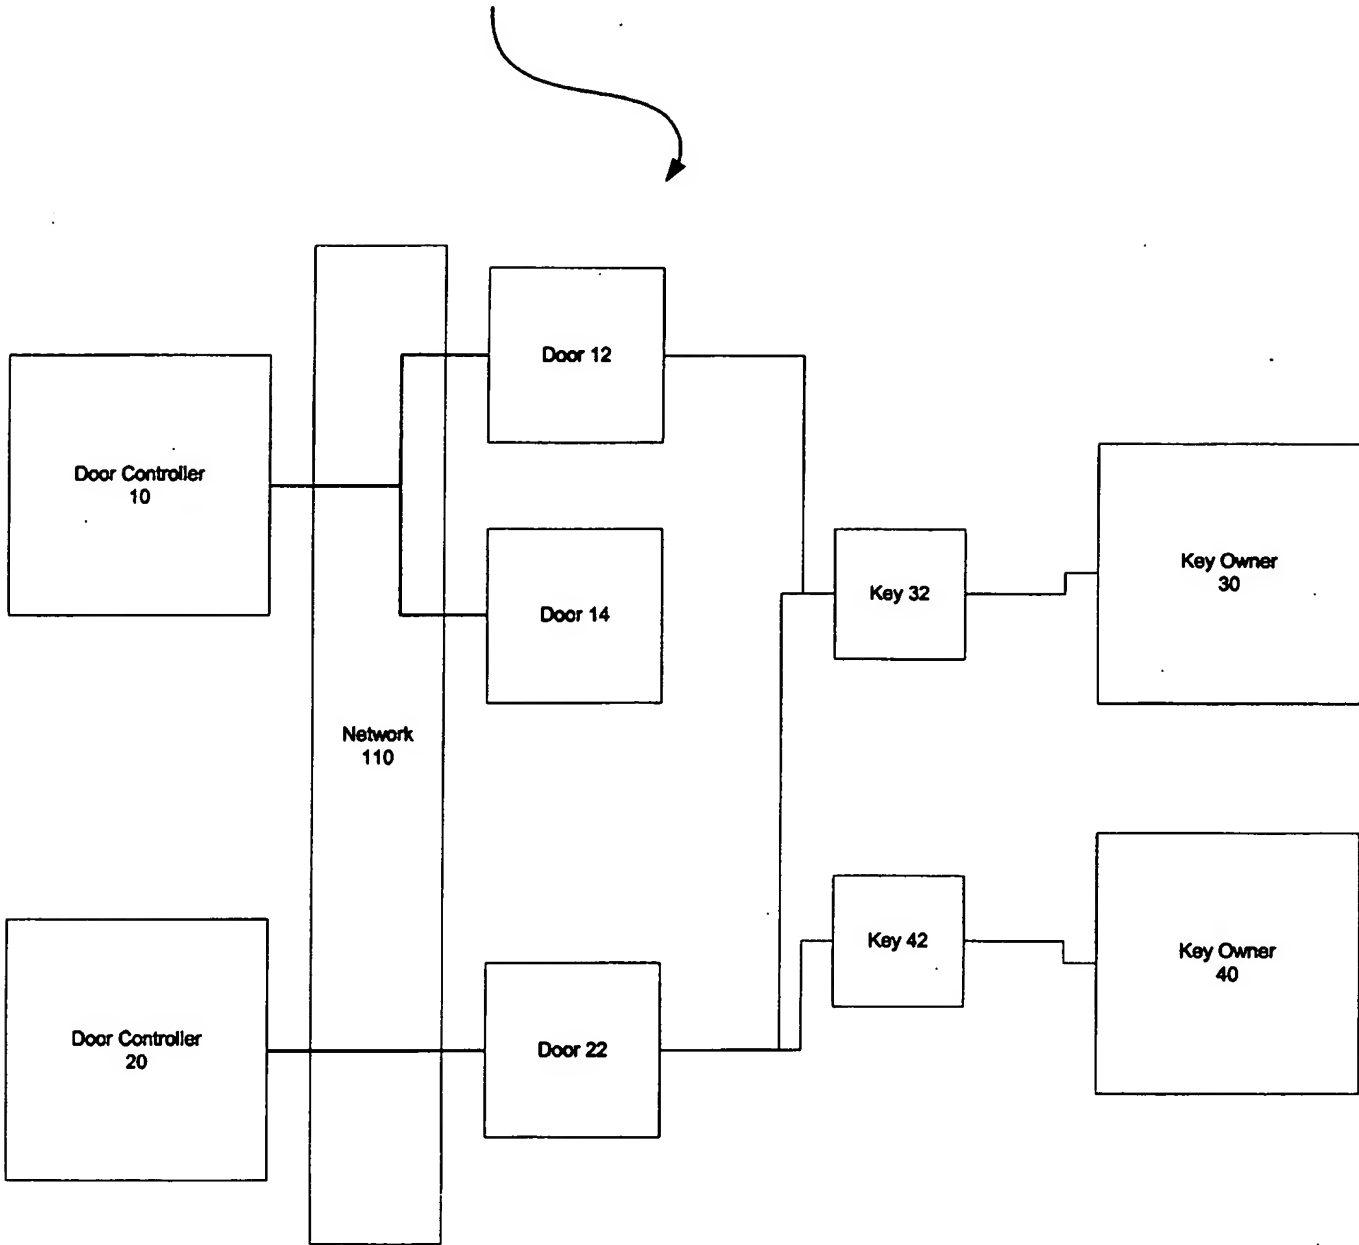 Door 12
Door Controller
10
Key Owner
30
Key 32
Door 14
Network
110
Key 42
Key Owner
40
Door Controller
20
Door 22